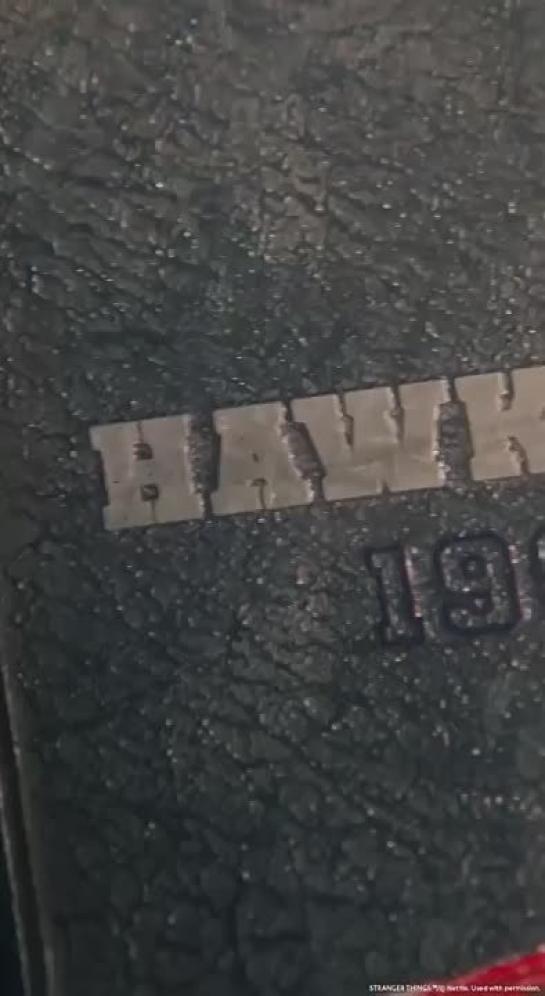 HAWK
19
STRANGER THINGS™/© Netflix. Used with permission.